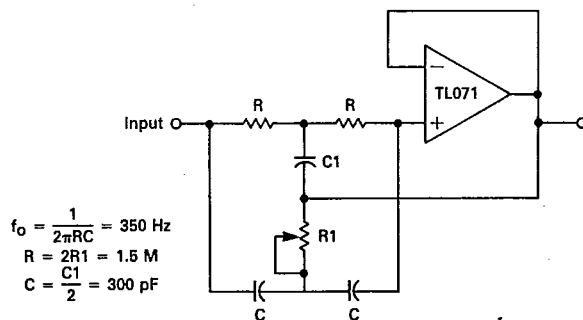 TL071
−
+
Input
R
R
C1
R1
C
C
f₀ = 1/2πRC = 350 Hz
R = 2R1 = 1.5 M
C = C1/2 = 300 pF